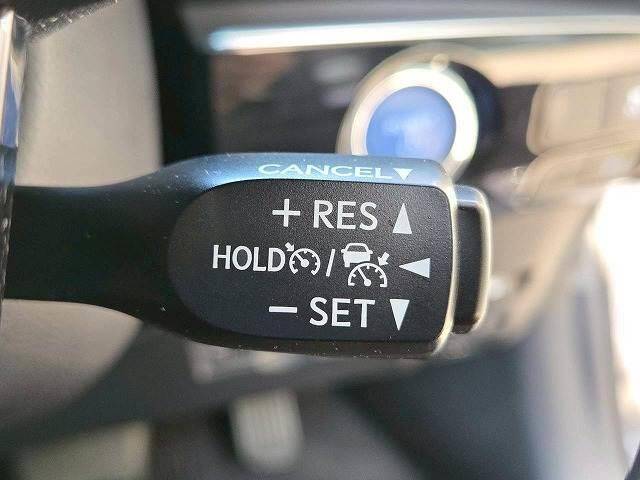 CANCEL▼
+ RES ▲
HOLD / ◀
− SET ▼